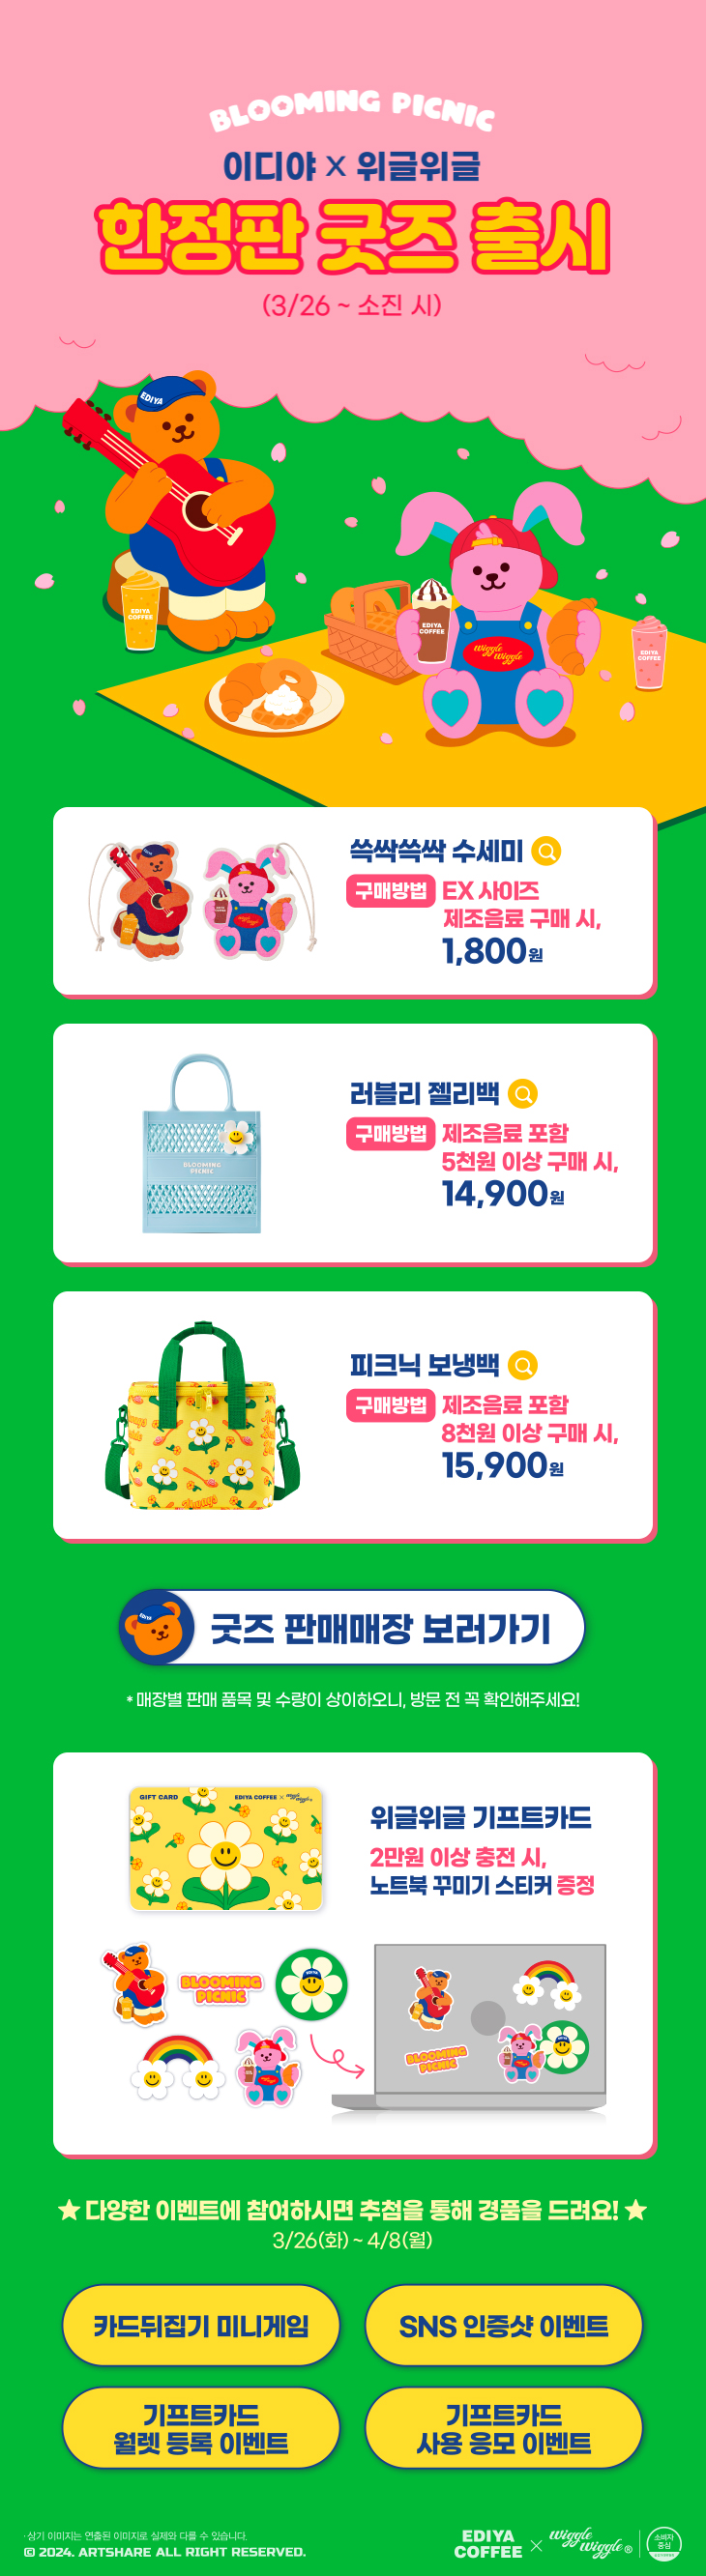 BLOOMING PICNIC
이디야 X 위글위글
한정판 굿즈 출시
(3/26 ~ 소진 시)
EDIYA
EDIYA
COFFEE
EDIYA
COFFEE
wiggle
wiggle
EDIYA
COFFEE
쓱싹쓱싹 수세미
구매방법 EX 사이즈
제조음료 구매 시,
1,800원
BLOOMING
PICNIC
러블리 젤리백
구매방법 제조음료 포함
5천원 이상 구매 시,
14,900원
피크닉 보냉백
구매방법 제조음료 포함
8천원 이상 구매 시,
15,900원
EDIYA
굿즈 판매매장 보러가기
* 매장별 판매 품목 및 수량이 상이하오니, 방문 전 꼭 확인해주세요!
GIFT CARD
EDIYA COFFEE × wiggle wiggle
위글위글 기프트카드
2만원 이상 충전 시,
노트북 꾸미기 스티커 증정
BLOOMING
PICNIC
BLOOMING
PICNIC
★ 다양한 이벤트에 참여하시면 추첨을 통해 경품을 드려요! ★
3/26(화) ~ 4/8(월)
카드뒤집기 미니게임
SNS 인증샷 이벤트
기프트카드
월렛 등록 이벤트
기프트카드
사용 응모 이벤트
· 상기 이미지는 연출된 이미지로 실제와 다를 수 있습니다.
© 2024. ARTSHARE ALL RIGHT RESERVED.
EDIYA
COFFEE × wiggle wiggle®
소비자
중심